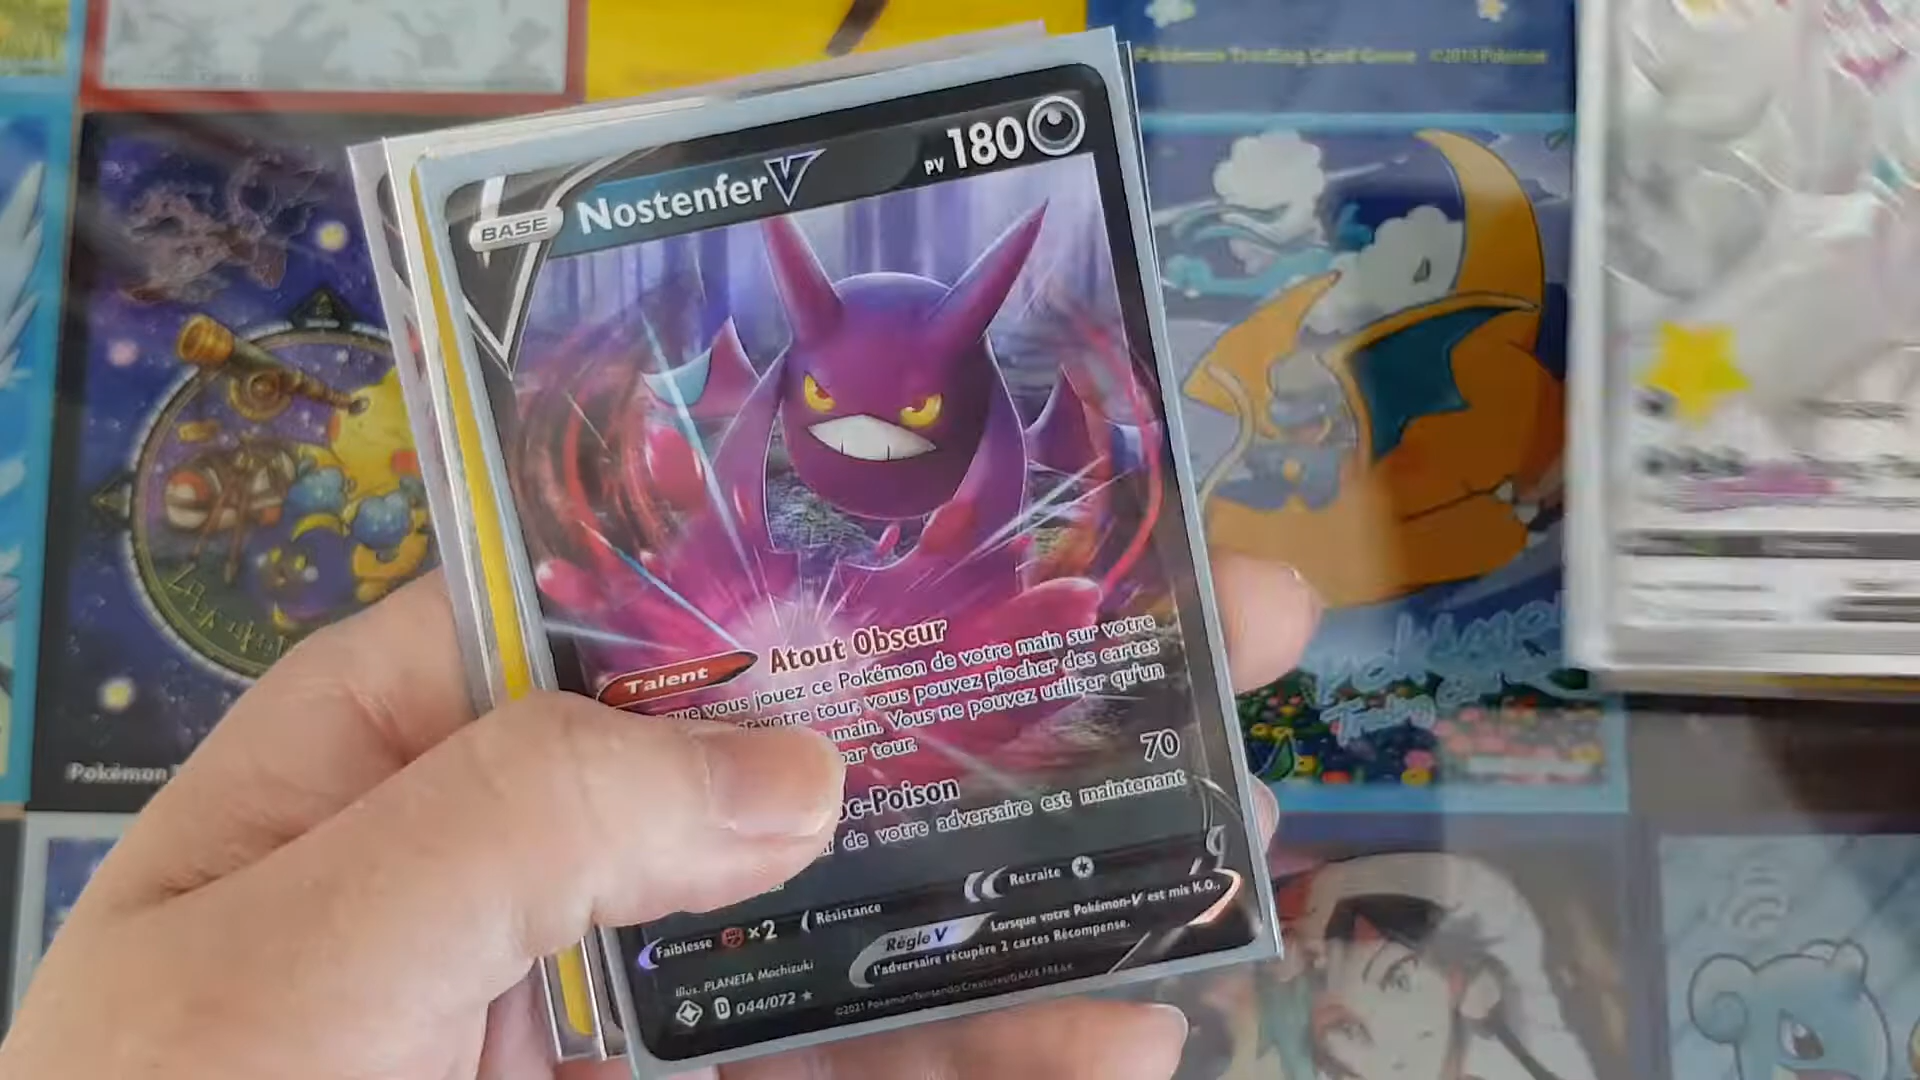 Pokémon Trading Card Game ©2019 Pokémon
BASE
Nostenfer V
PV 180
Talent Atout Obscur
que vous jouez ce Pokémon de votre main sur votre
votre tour, vous pouvez piocher des cartes
main. Vous ne pouvez utiliser qu'un
par tour.
oc-Poison 70
de votre adversaire est maintenant
Faiblesse ×2 Résistance Retraite
Règle V Lorsque votre Pokémon-V est mis K.O.,
l'adversaire récupère 2 cartes Récompense.
Illus. PLANETA Mochizuki
D 044/072
©2021 Pokémon/Nintendo/Creatures/GAME FREAK
Pokémon